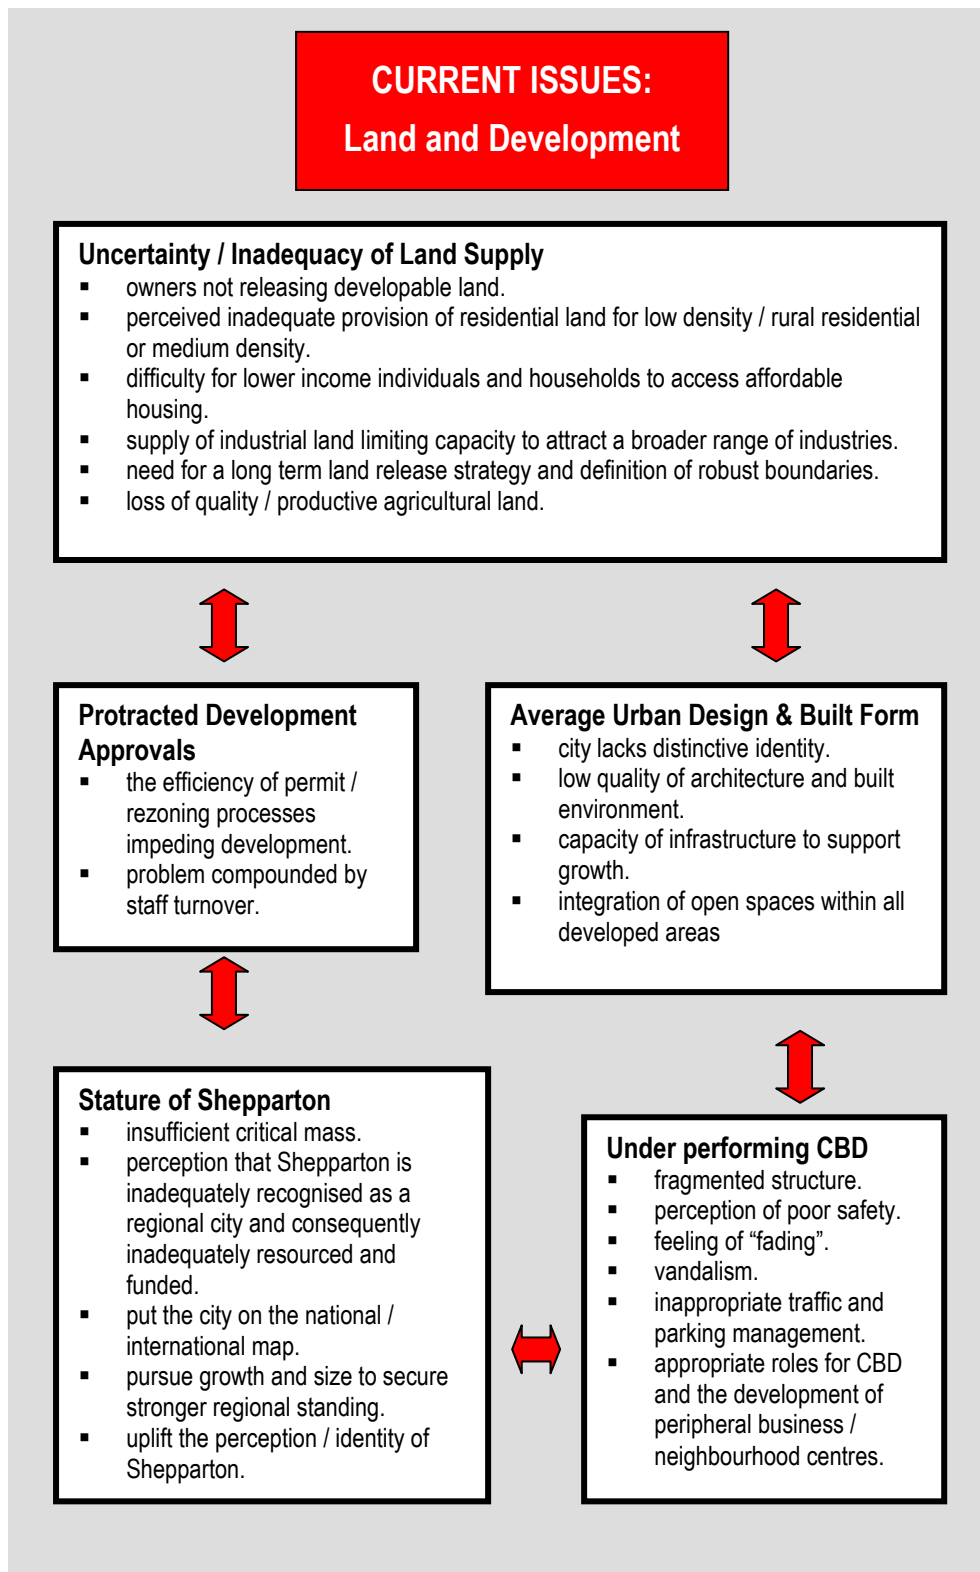 CURRENT ISSUES:
Land and Development
Uncertainty / Inadequacy of Land Supply
▪ owners not releasing developable land.
▪ perceived inadequate provision of residential land for low density / rural residential
or medium density.
▪ difficulty for lower income individuals and households to access affordable
housing.
▪ supply of industrial land limiting capacity to attract a broader range of industries.
▪ need for a long term land release strategy and definition of robust boundaries.
▪ loss of quality / productive agricultural land.
Protracted Development
Approvals
▪ the efficiency of permit /
rezoning processes
impeding development.
▪ problem compounded by
staff turnover.
Average Urban Design & Built Form
▪ city lacks distinctive identity.
▪ low quality of architecture and built
environment.
▪ capacity of infrastructure to support
growth.
▪ integration of open spaces within all
developed areas
Stature of Shepparton
▪ insufficient critical mass.
▪ perception that Shepparton is
inadequately recognised as a
regional city and consequently
inadequately resourced and
funded.
▪ put the city on the national /
international map.
▪ pursue growth and size to secure
stronger regional standing.
▪ uplift the perception / identity of
Shepparton.
Under performing CBD
▪ fragmented structure.
▪ perception of poor safety.
▪ feeling of “fading”.
▪ vandalism.
▪ inappropriate traffic and
parking management.
▪ appropriate roles for CBD
and the development of
peripheral business /
neighbourhood centres.